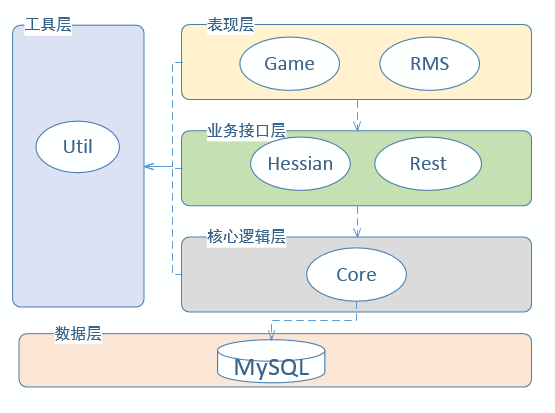 工具层
Util
表现层
Game
RMS
业务接口层
Hessian
Rest
核心逻辑层
Core
数据层
MySQL